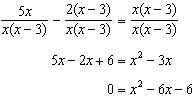 5x/(x(x−3)) − 2(x−3)/(x(x−3)) = x(x−3)/(x(x−3))
5x − 2x + 6 = x² − 3x
0 = x² − 6x − 6